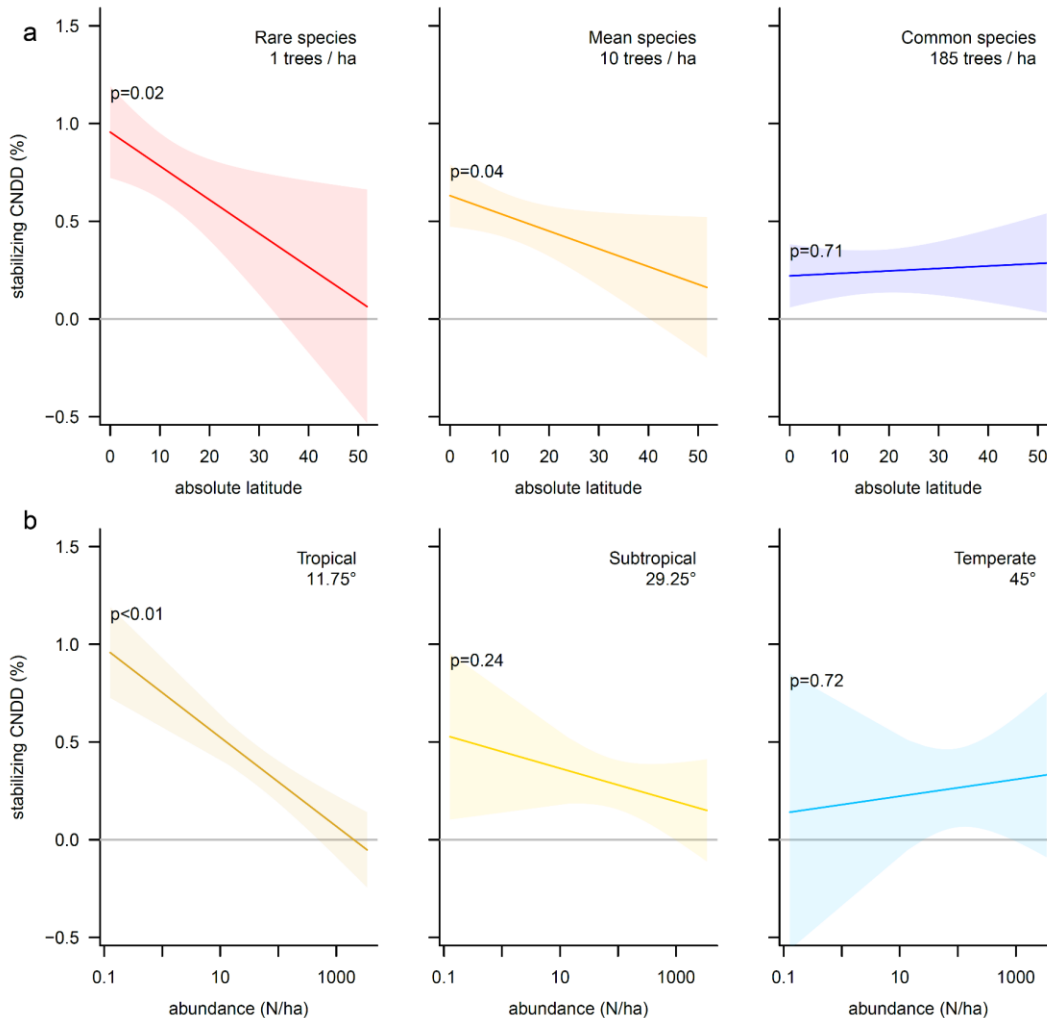 a
Rare species
1 trees / ha
Mean species
10 trees / ha
Common species
185 trees / ha
p=0.02
p=0.04
p=0.71
stabilizing CNDD (%)
1.5
1.0
0.5
0.0
−0.5
0 10 20 30 40 50
0 10 20 30 40 50
0 10 20 30 40 50
absolute latitude
absolute latitude
absolute latitude
b
Tropical
11.75°
Subtropical
29.25°
Temperate
45°
p<0.01
p=0.24
p=0.72
stabilizing CNDD (%)
1.5
1.0
0.5
0.0
−0.5
0.1 10 1000
0.1 10 1000
0.1 10 1000
abundance (N/ha)
abundance (N/ha)
abundance (N/ha)